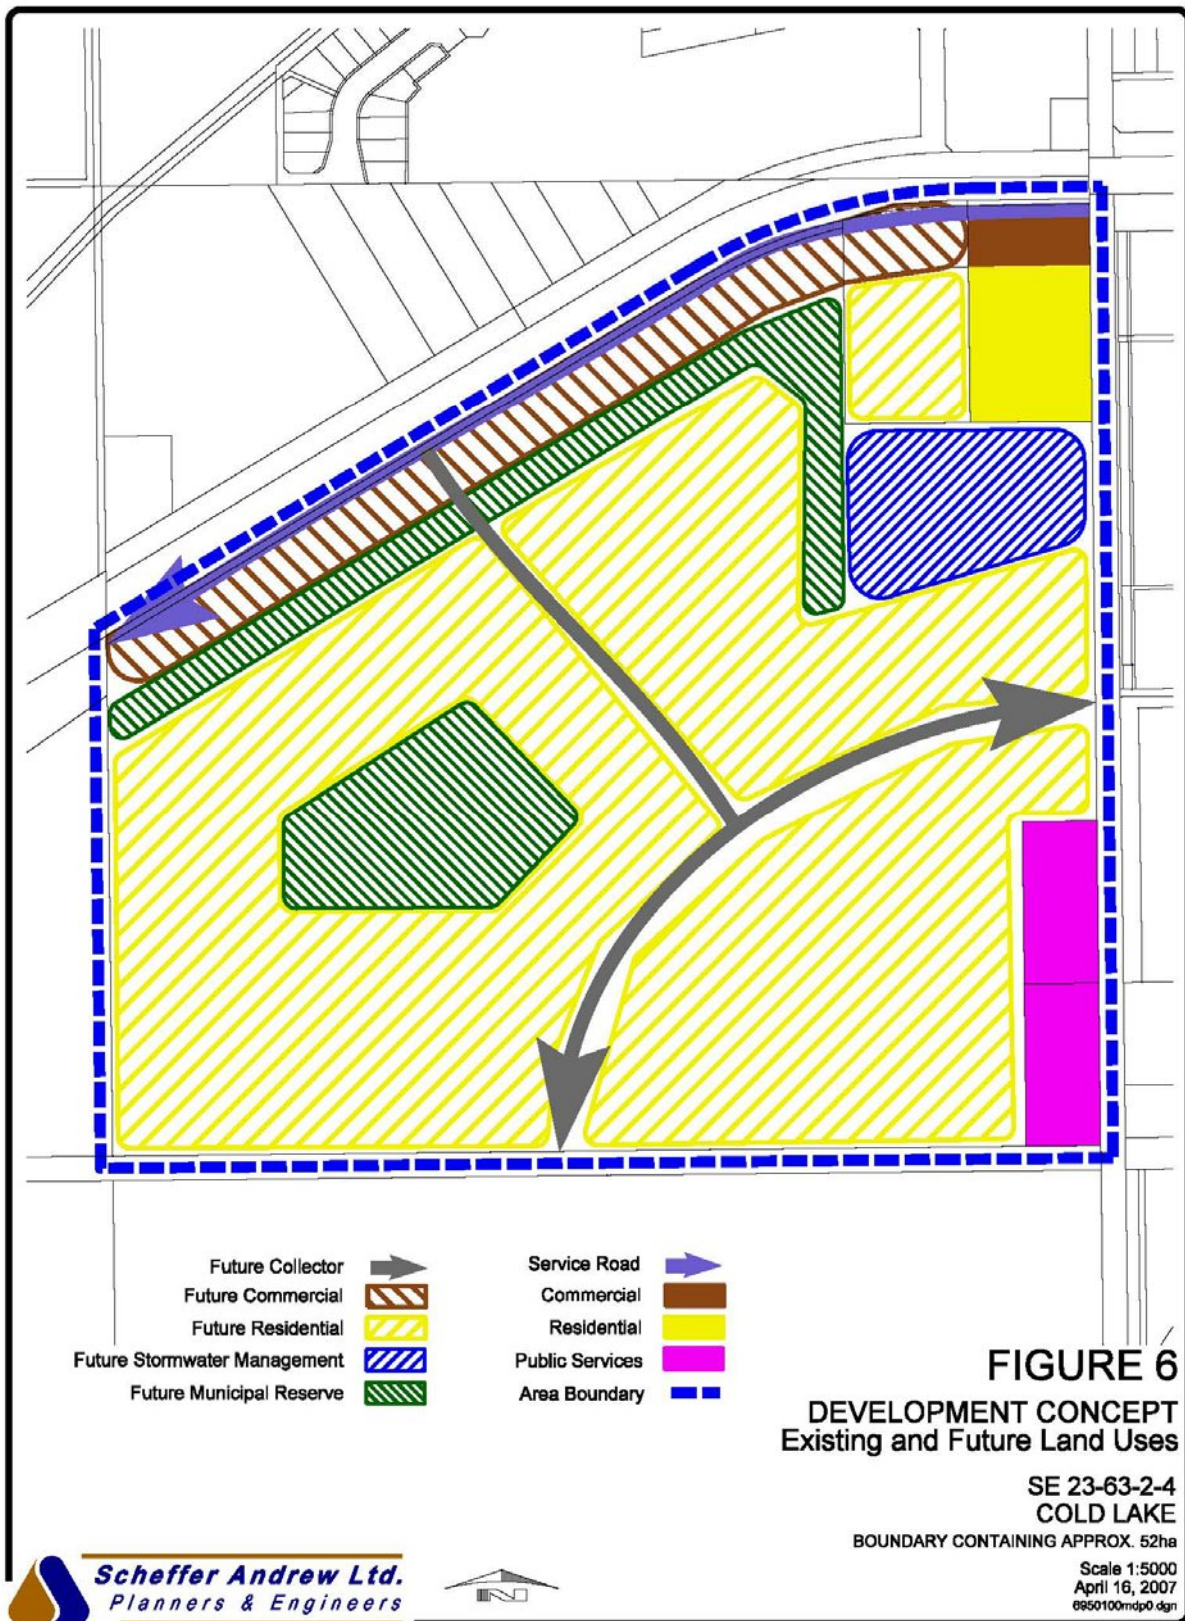 Future Collector
Future Commercial
Future Residential
Future Stormwater Management
Future Municipal Reserve
Service Road
Commercial
Residential
Public Services
Area Boundary
FIGURE 6
DEVELOPMENT CONCEPT
Existing and Future Land Uses
SE 23-63-2-4
COLD LAKE
BOUNDARY CONTAINING APPROX. 52ha
Scale 1:5000
April 16, 2007
6950100mdp0.dgn
Scheffer Andrew Ltd.
Planners & Engineers
N